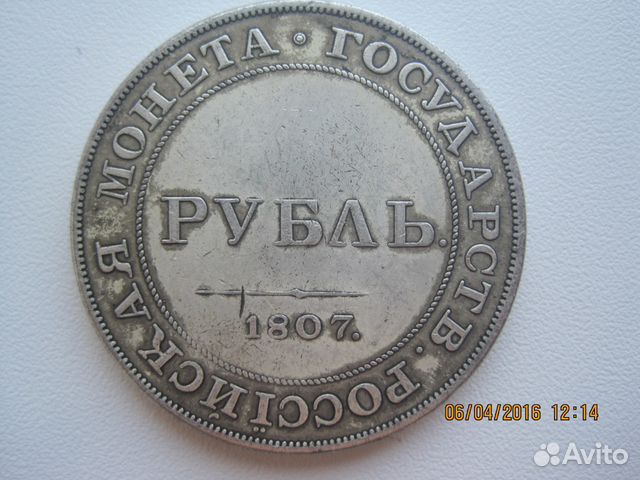 РОССІЙСКАЯ МОНЕТА · ГОСУДАРСТВ ·
РУБЛЬ.
1807.
06/04/2016 12:14
Avito